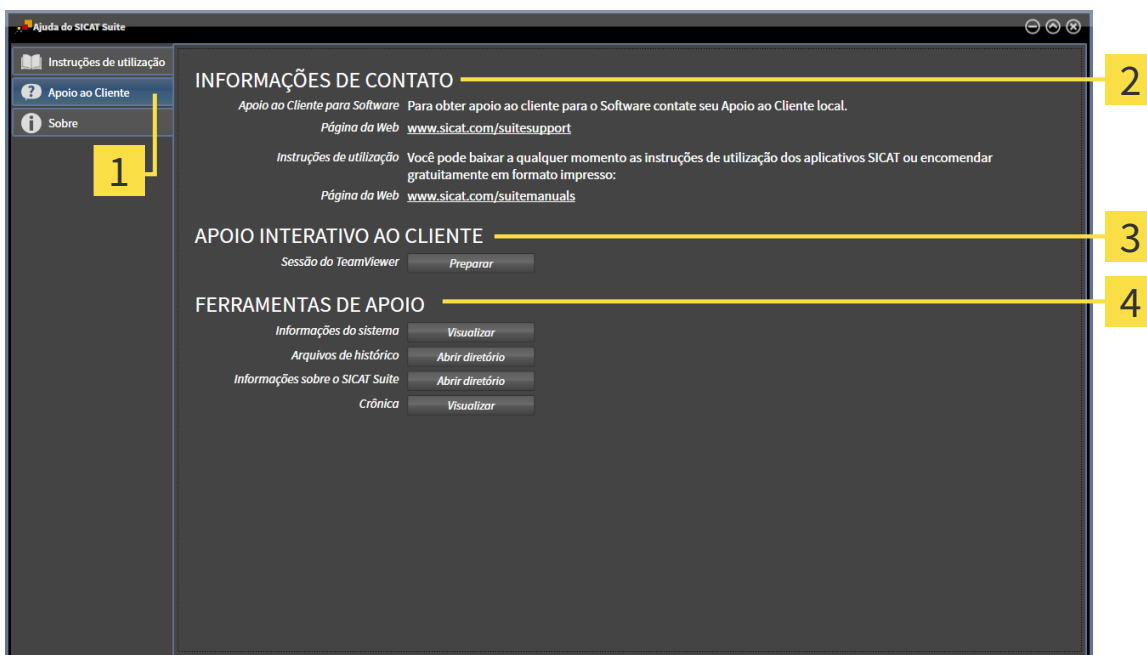 Ajuda do SICAT Suite
Instruções de utilização
Apoio ao Cliente
Sobre
1
INFORMAÇÕES DE CONTATO
2
Apoio ao Cliente para Software Para obter apoio ao cliente para o Software contate seu Apoio ao Cliente local.
Página da Web www.sicat.com/suitesupport
Instruções de utilização Você pode baixar a qualquer momento as instruções de utilização dos aplicativos SICAT ou encomendar
gratuitamente em formato impresso:
Página da Web www.sicat.com/suitemanuals
APOIO INTERATIVO AO CLIENTE
3
Sessão do TeamViewer Preparar
FERRAMENTAS DE APOIO
4
Informações do sistema Visualizar
Arquivos de histórico Abrir diretório
Informações sobre o SICAT Suite Abrir diretório
Crônica Visualizar